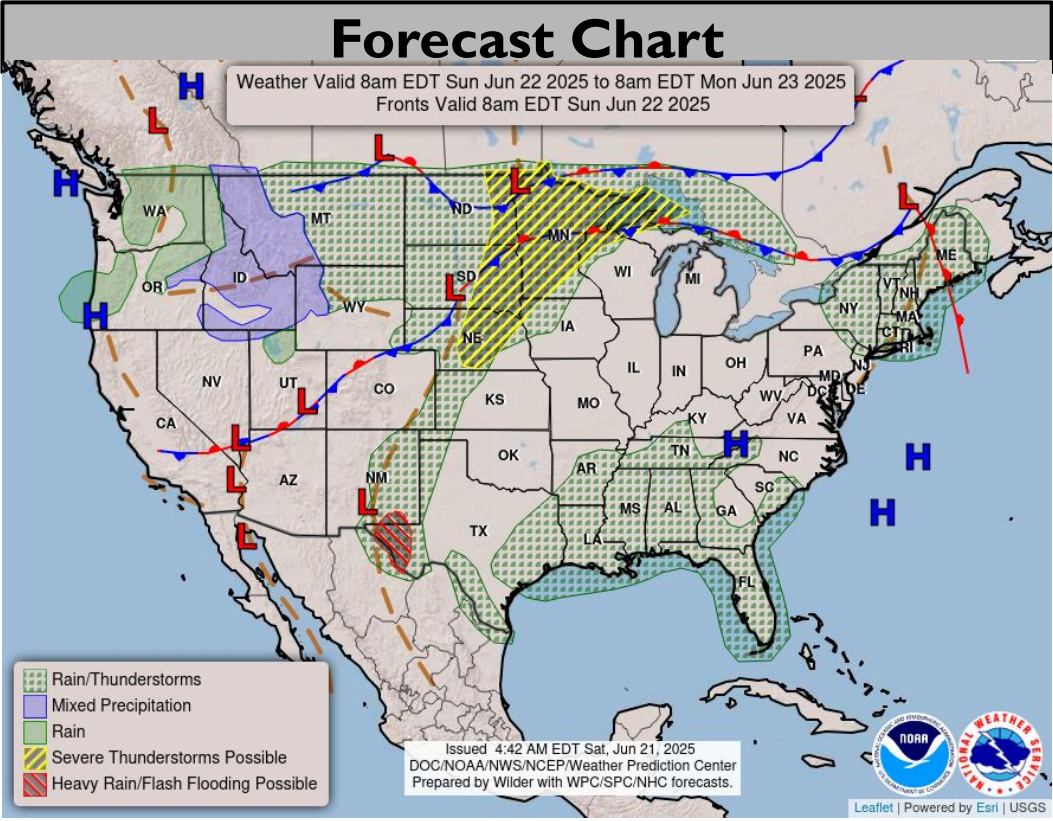 Forecast Chart
Weather Valid 8am EDT Sun Jun 22 2025 to 8am EDT Mon Jun 23 2025
Fronts Valid 8am EDT Sun Jun 22 2025
H
L
L
L
H
L
L
WA
MT
ND
MN
ME
WI
MI
VT
NH
OR
ID
SD
L
WY
NY
MA
H
NE
IA
CT
RI
PA
NJ
OH
IL
IN
MD
DE
DC
NV
UT
CO
KS
MO
WV
VA
KY
L
CA
L
H
TN
NC
H
OK
AR
L
AZ
NM
SC
L
MS
AL
GA
H
TX
L
LA
FL
Rain/Thunderstorms
Mixed Precipitation
Rain
Severe Thunderstorms Possible
Heavy Rain/Flash Flooding Possible
Issued 4:42 AM EDT Sat, Jun 21, 2025
DOC/NOAA/NWS/NCEP/Weather Prediction Center
Prepared by Wilder with WPC/SPC/NHC forecasts.
NOAA
NATIONAL WEATHER SERVICE
Leaflet | Powered by Esri | USGS